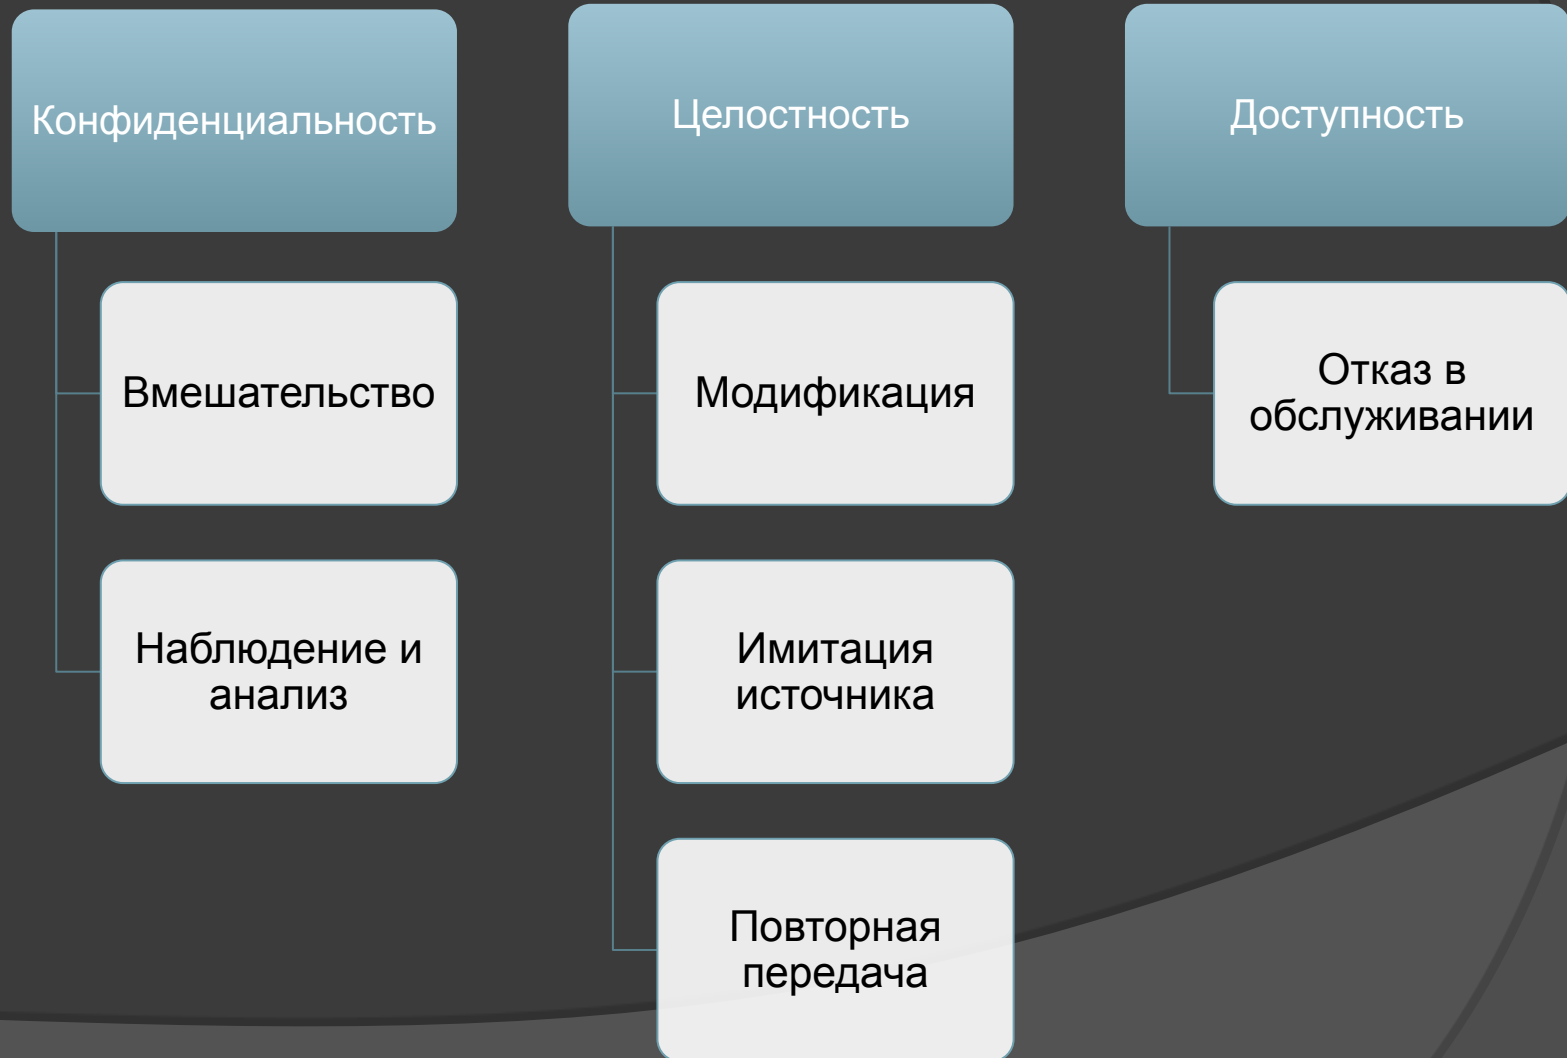 Конфиденциальность
Вмешательство
Наблюдение и
анализ
Целостность
Модификация
Имитация
источника
Повторная
передача
Доступность
Отказ в
обслуживании